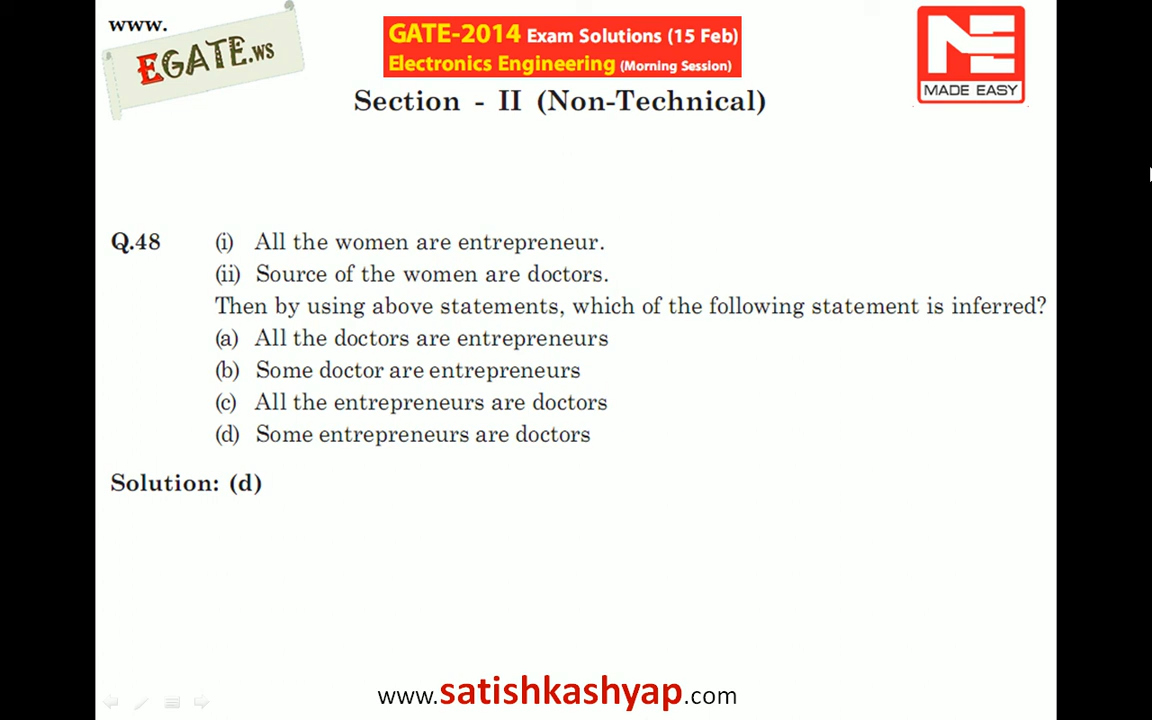 www.
EGATE.ws
GATE-2014 Exam Solutions (15 Feb)
Electronics Engineering (Morning Session)
MADE EASY
Section - II (Non-Technical)
Q.48 (i) All the women are entrepreneur.
(ii) Source of the women are doctors.
Then by using above statements, which of the following statement is inferred?
(a) All the doctors are entrepreneurs
(b) Some doctor are entrepreneurs
(c) All the entrepreneurs are doctors
(d) Some entrepreneurs are doctors
Solution: (d)
www.satishkashyap.com